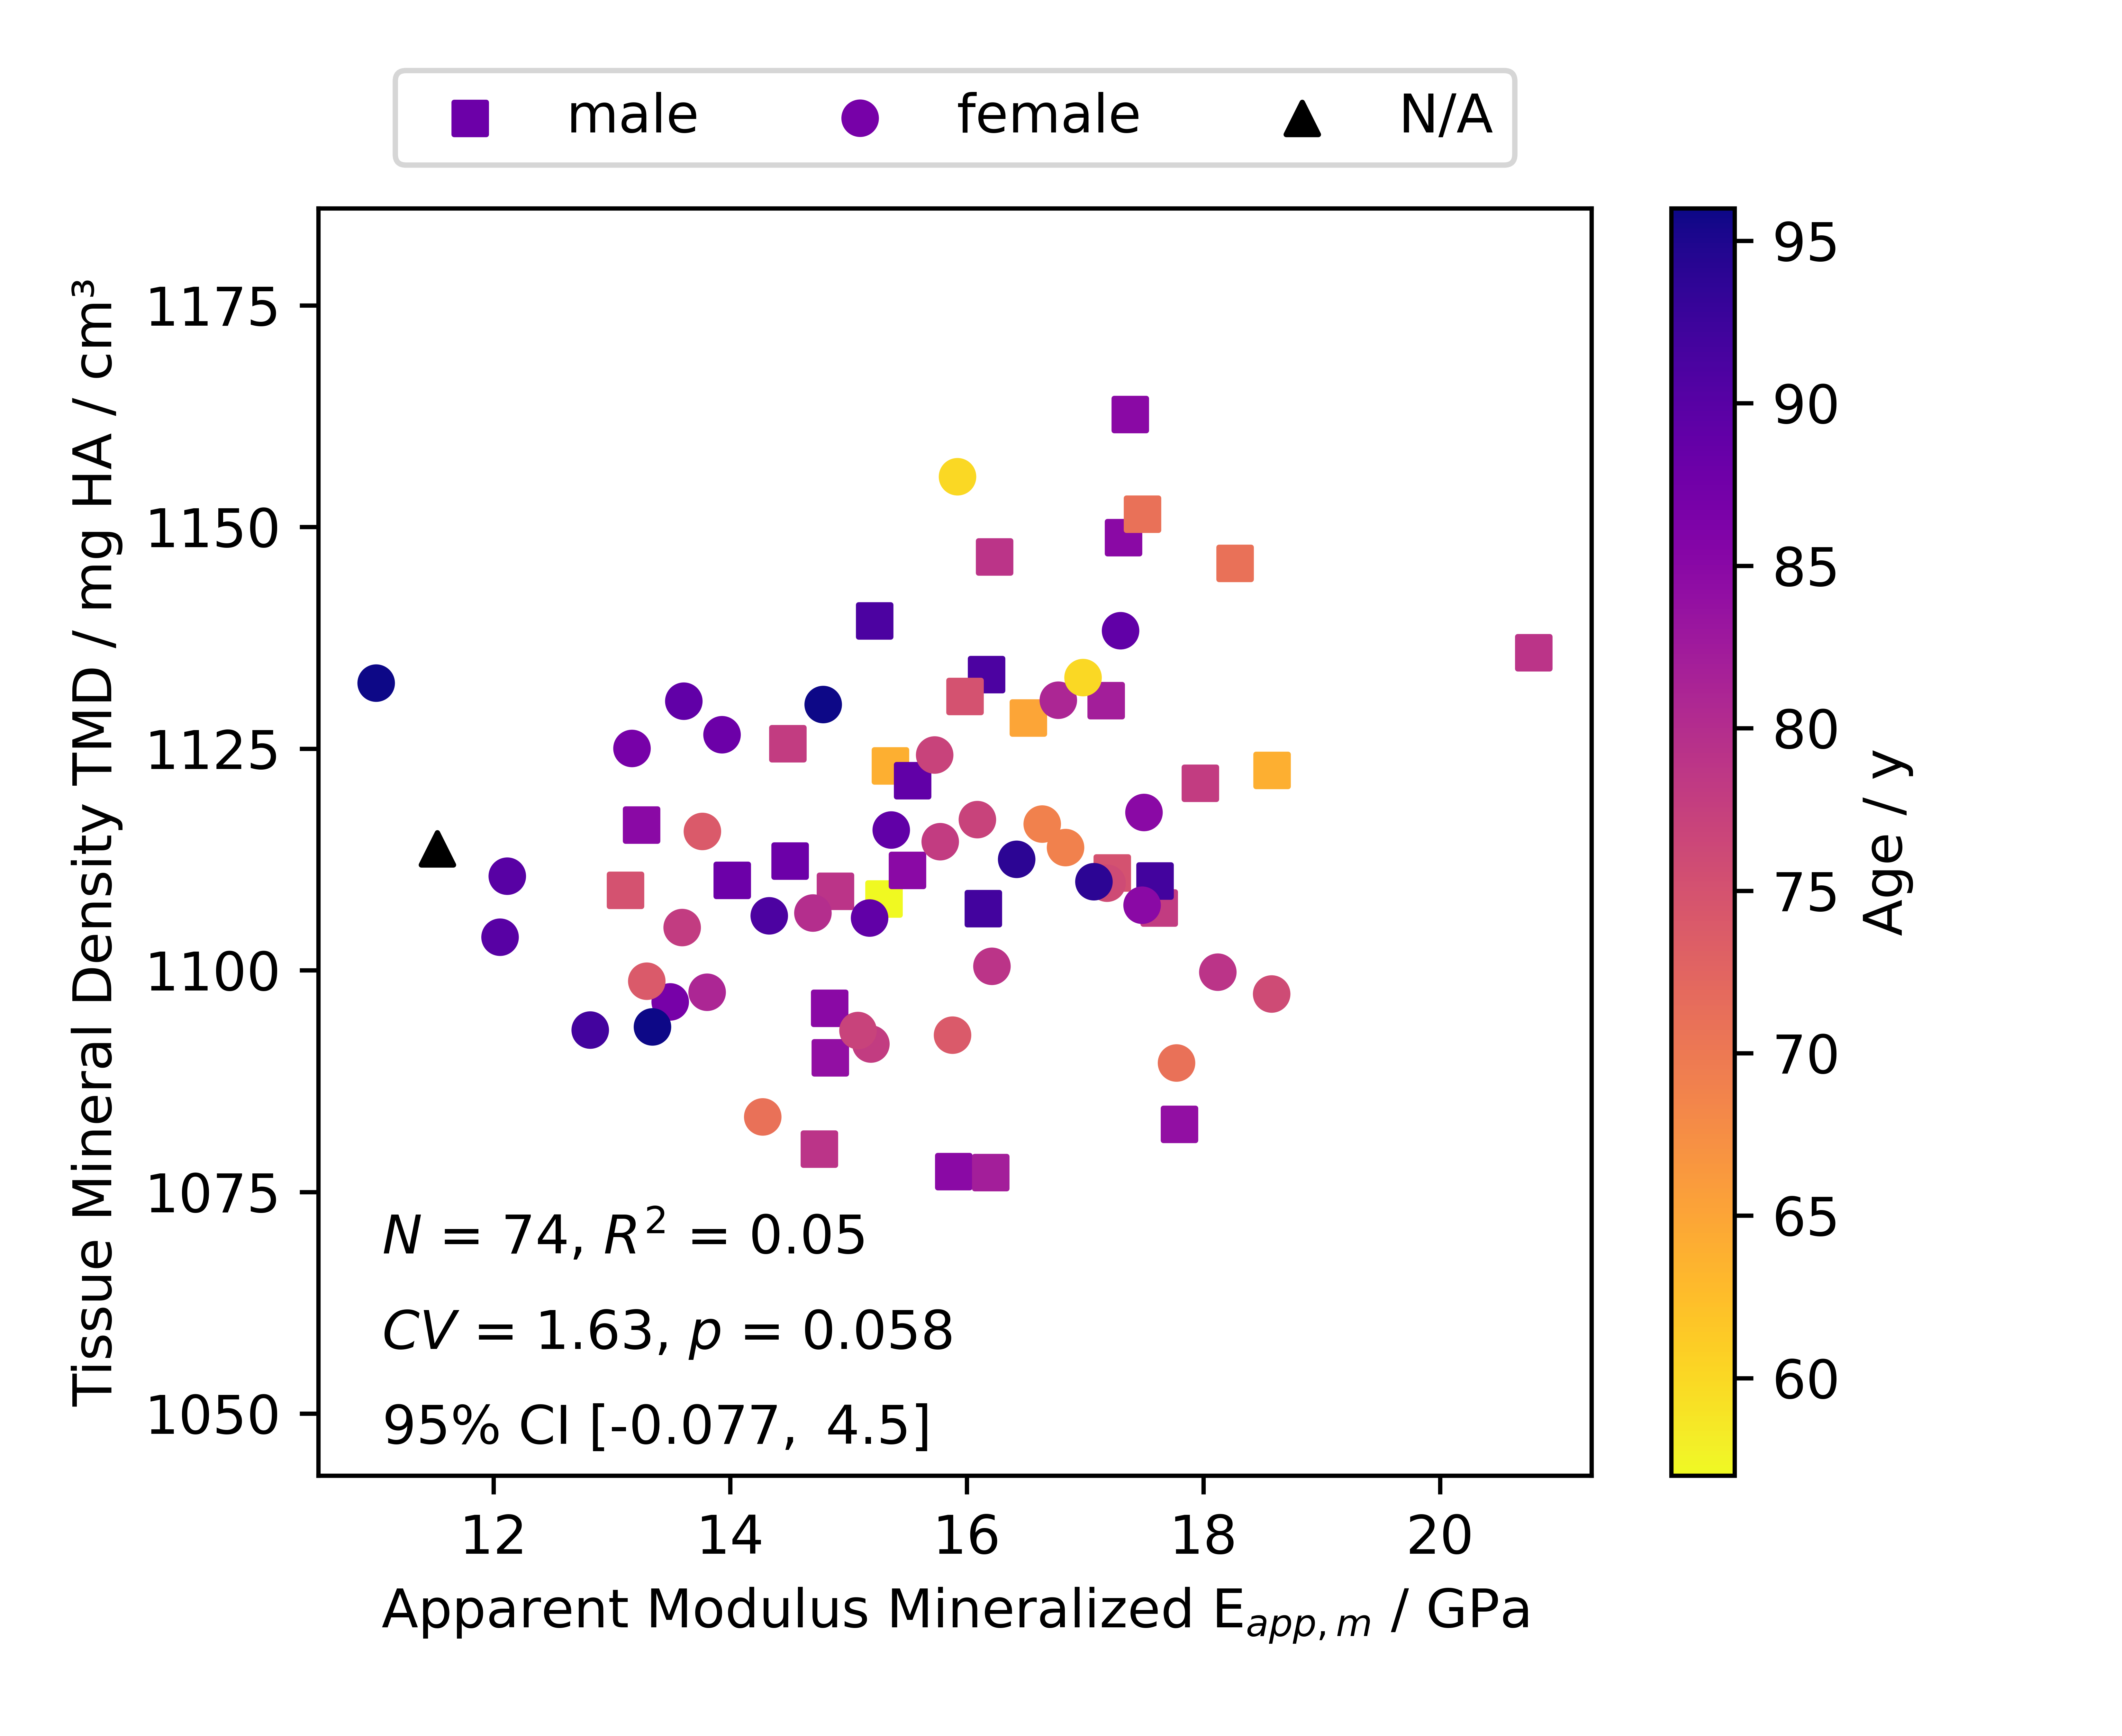 male female N/A
Tissue Mineral Density TMD / mg HA / cm³
1175
1150
1125
1100
1075
1050
N = 74, R² = 0.05
CV = 1.63, p = 0.058
95% CI [-0.077, 4.5]
12 14 16 18 20
Apparent Modulus Mineralized E_app,m / GPa
95
90
85
80
75
70
65
60
Age / y